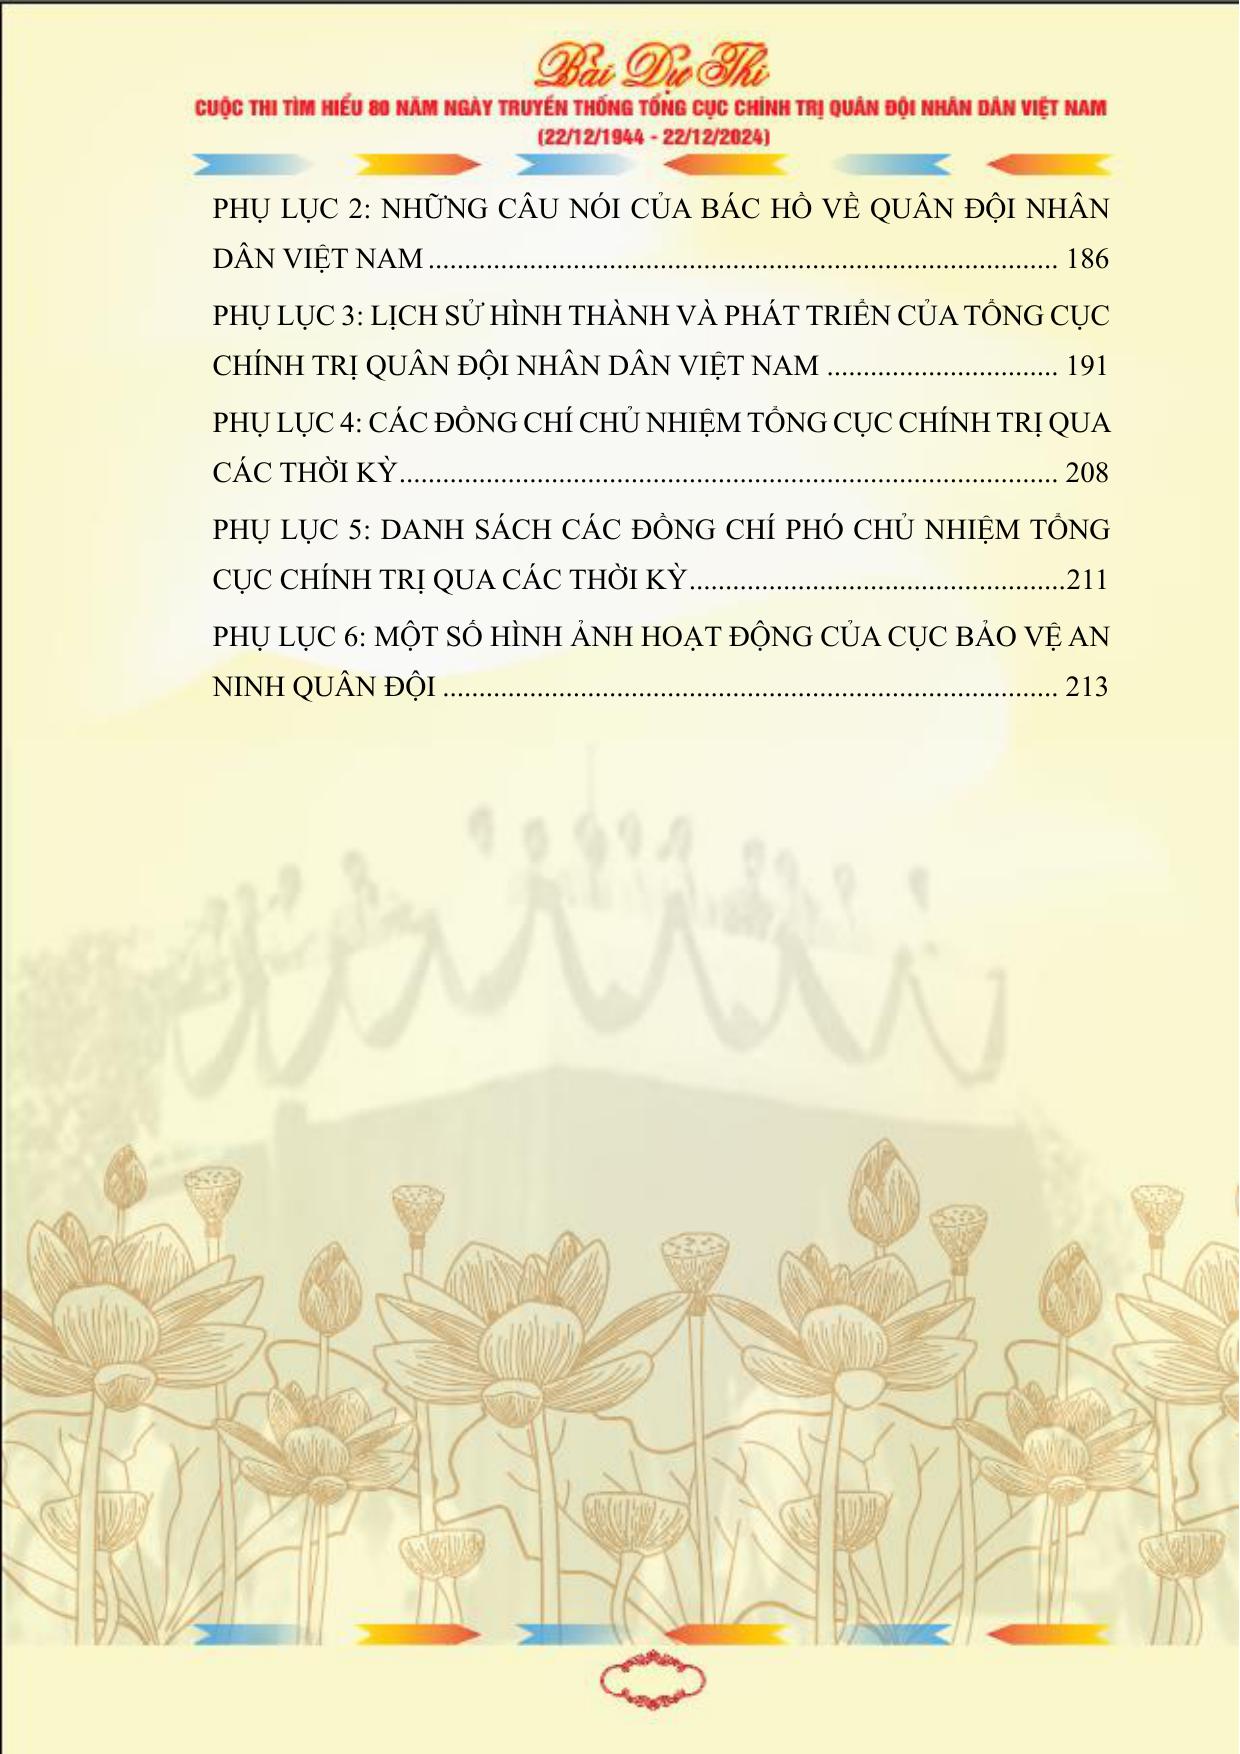 Bài Dự Thi
CUỘC THI TÌM HIỂU 80 NĂM NGÀY TRUYỀN THỐNG TỔNG CỤC CHÍNH TRỊ QUÂN ĐỘI NHÂN DÂN VIỆT NAM
(22/12/1944 - 22/12/2024)
PHỤ LỤC 2: NHỮNG CÂU NÓI CỦA BÁC HỒ VỀ QUÂN ĐỘI NHÂN
DÂN VIỆT NAM ........................................................................................ 186
PHỤ LỤC 3: LỊCH SỬ HÌNH THÀNH VÀ PHÁT TRIỂN CỦA TỔNG CỤC
CHÍNH TRỊ QUÂN ĐỘI NHÂN DÂN VIỆT NAM ................................ 191
PHỤ LỤC 4: CÁC ĐỒNG CHÍ CHỦ NHIỆM TỔNG CỤC CHÍNH TRỊ QUA
CÁC THỜI KỲ............................................................................................ 208
PHỤ LỤC 5: DANH SÁCH CÁC ĐỒNG CHÍ PHÓ CHỦ NHIỆM TỔNG
CỤC CHÍNH TRỊ QUA CÁC THỜI KỲ....................................................211
PHỤ LỤC 6: MỘT SỐ HÌNH ẢNH HOẠT ĐỘNG CỦA CỤC BẢO VỆ AN
NINH QUÂN ĐỘI ...................................................................................... 213